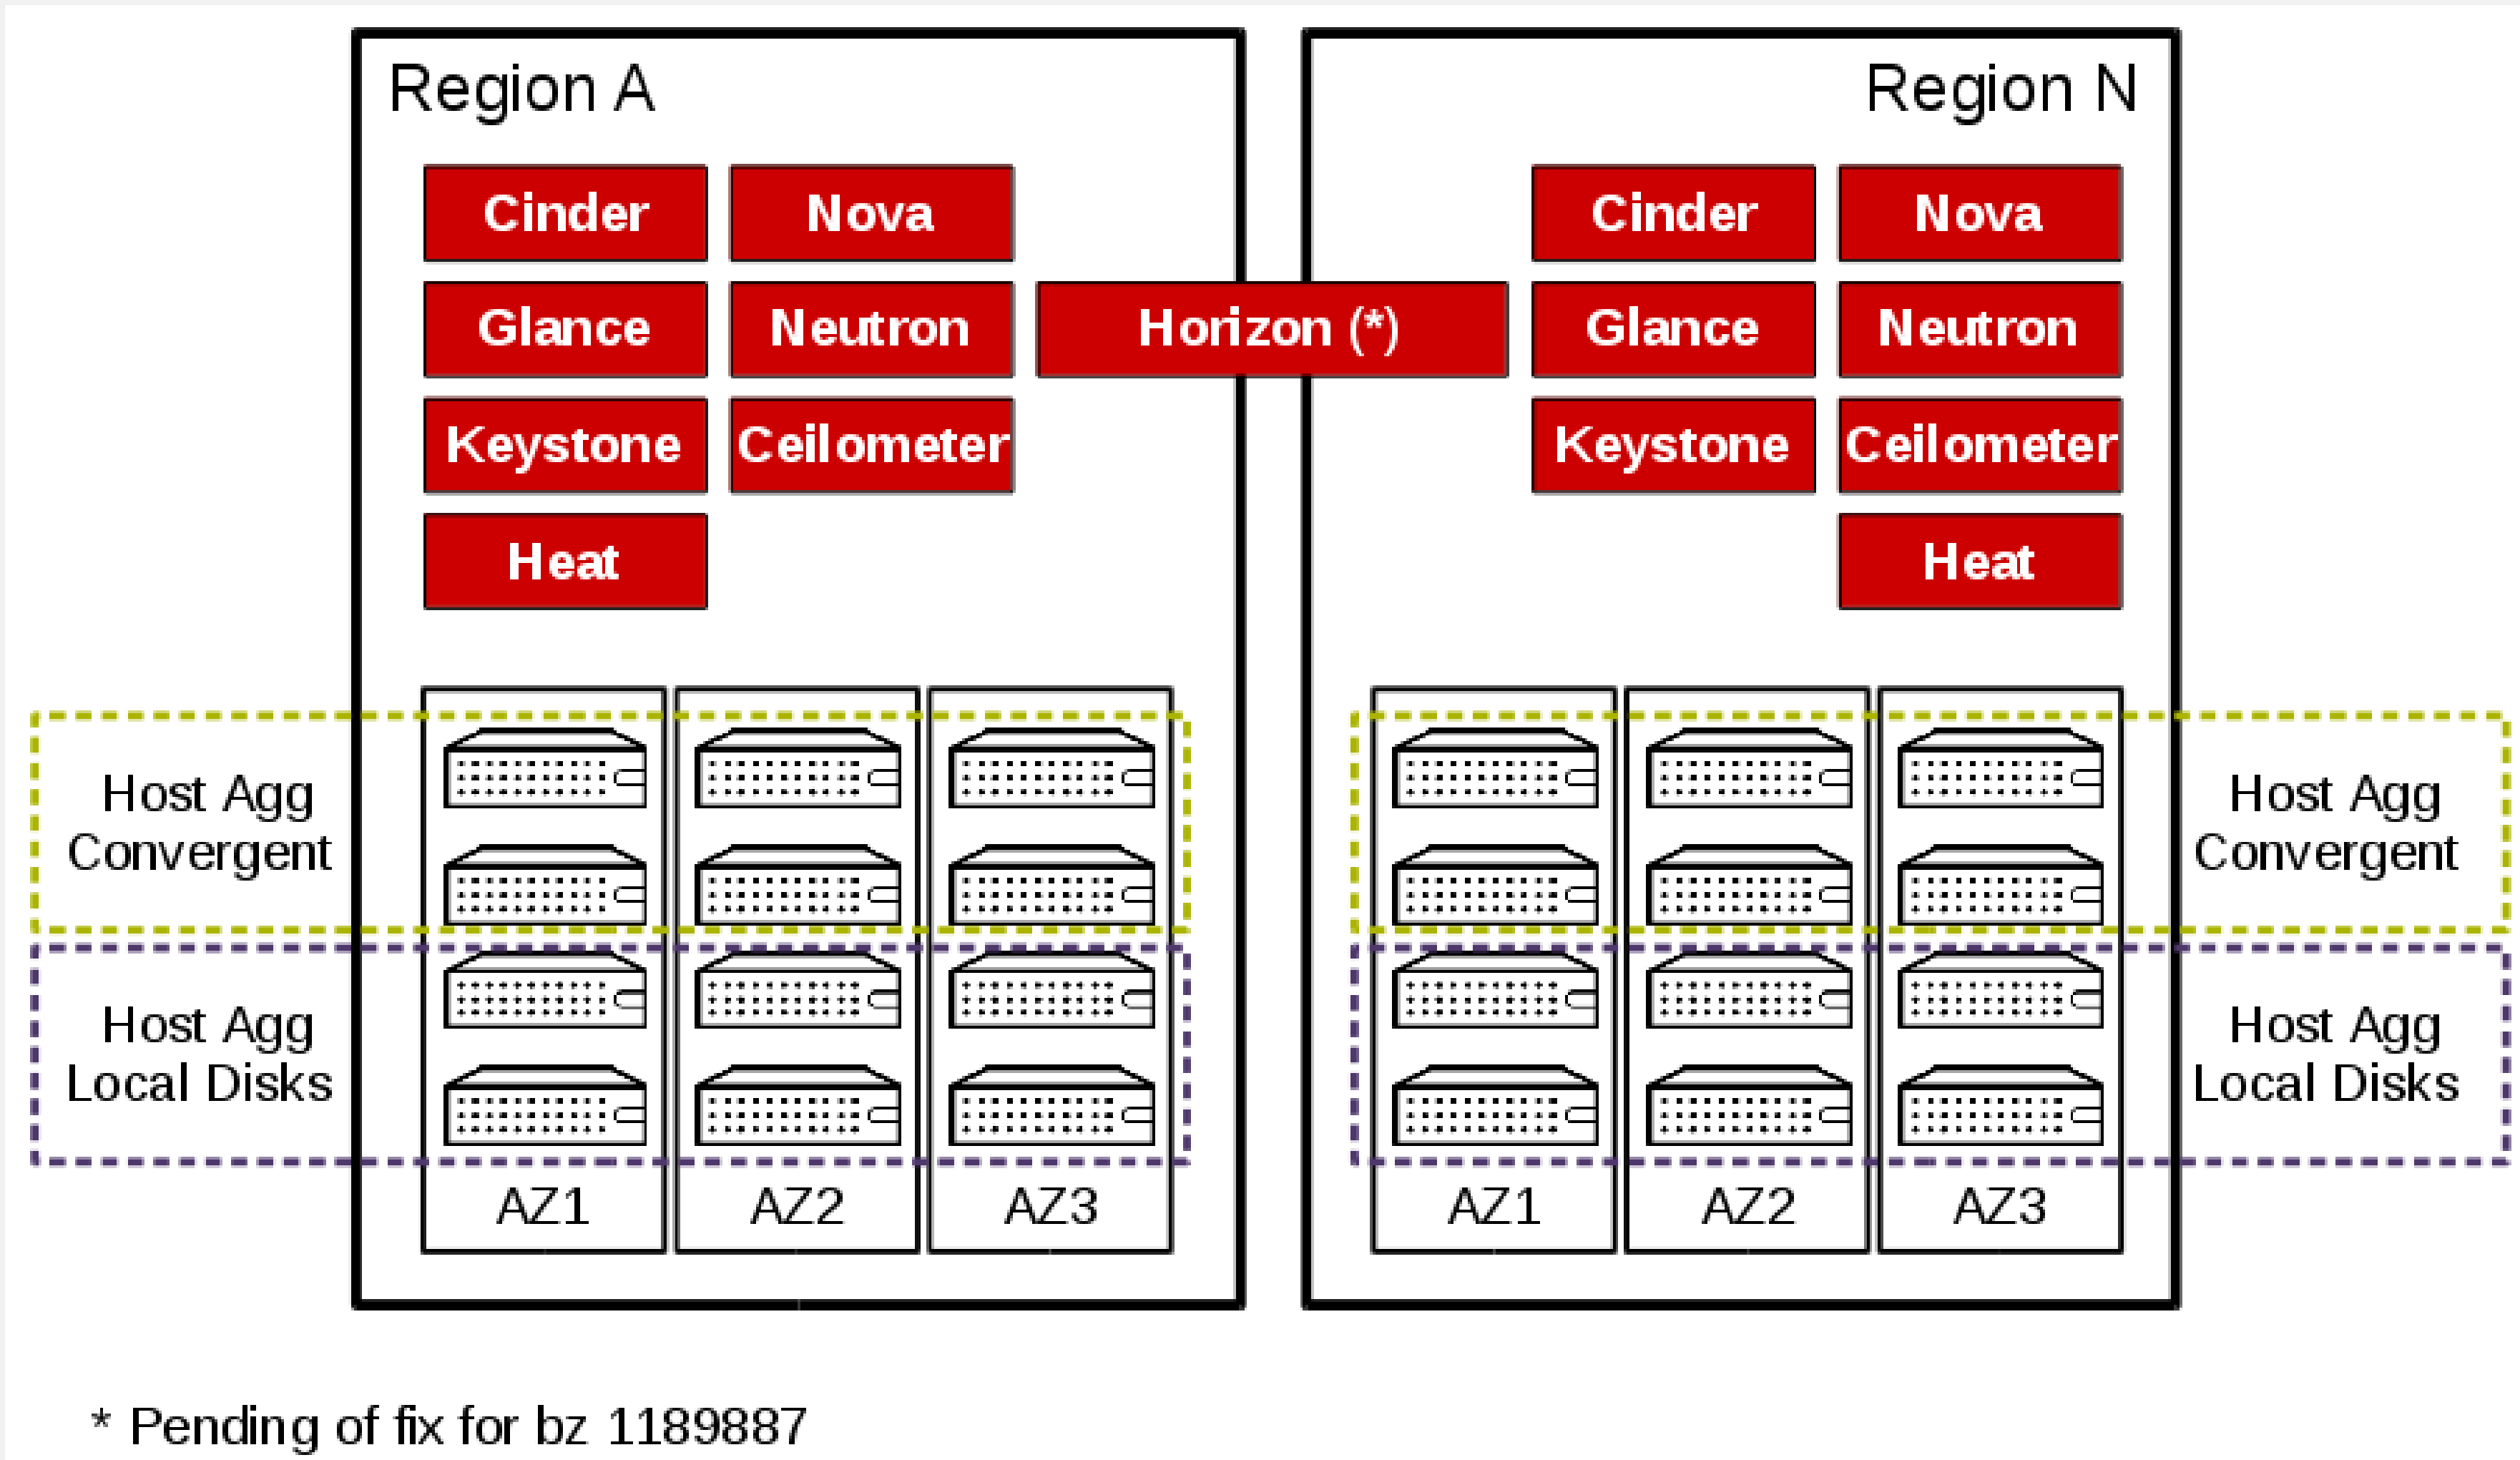 Region A
Region N
Cinder
Nova
Cinder
Nova
Glance
Neutron
Horizon (*)
Glance
Neutron
Keystone
Ceilometer
Keystone
Ceilometer
Heat
Heat
Host Agg
Convergent
Host Agg
Convergent
Host Agg
Local Disks
Host Agg
Local Disks
AZ1
AZ2
AZ3
AZ1
AZ2
AZ3
* Pending of fix for bz 1189887